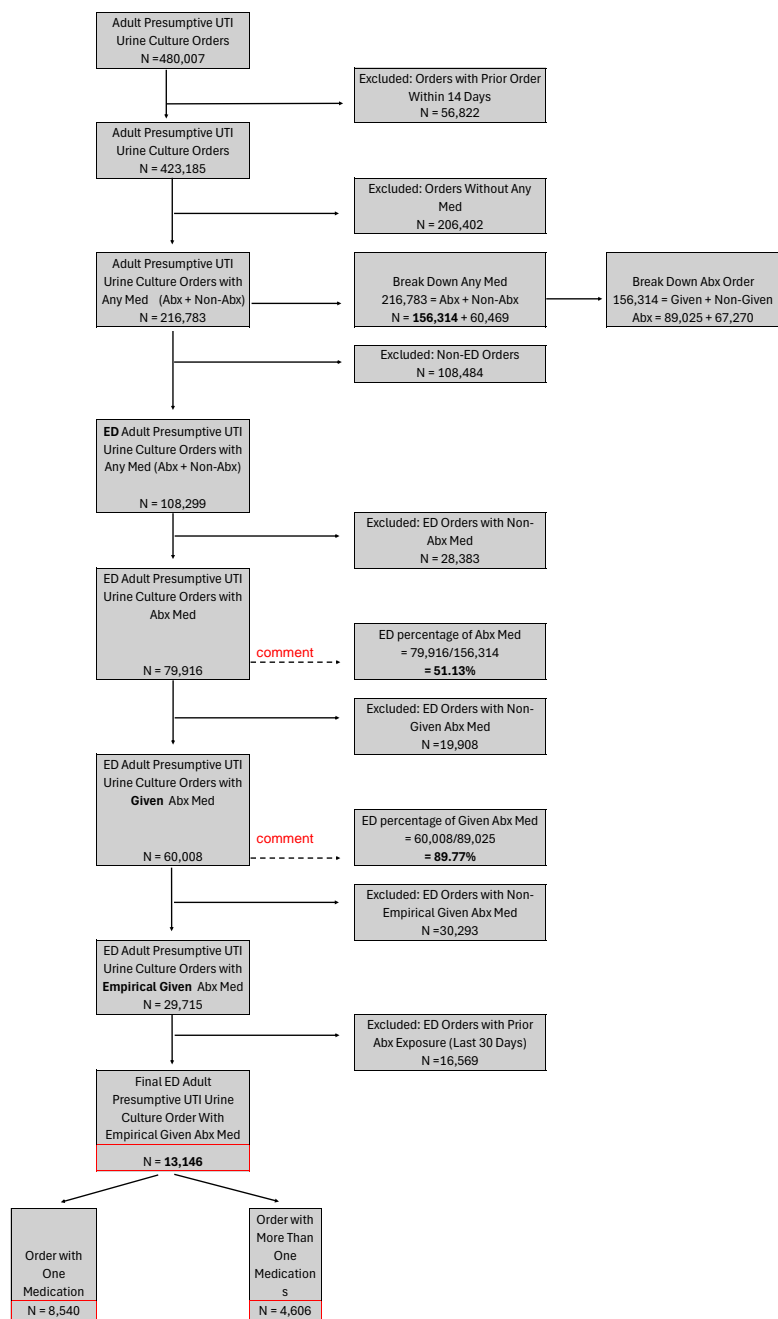 Adult Presumptive UTI
Urine Culture Orders
N =480,007
Excluded: Orders with Prior Order
Within 14 Days
N = 56,822
Adult Presumptive UTI
Urine Culture Orders
N = 423,185
Excluded: Orders Without Any
Med
N = 206,402
Adult Presumptive UTI
Urine Culture Orders with
Any Med (Abx + Non-Abx)
N = 216,783
Break Down Any Med
216,783 = Abx + Non-Abx
N = 156,314 + 60,469
Break Down Abx Order
156,314 = Given + Non-Given
Abx = 89,025 + 67,270
Excluded: Non-ED Orders
N = 108,484
ED Adult Presumptive UTI
Urine Culture Orders with
Any Med (Abx + Non-Abx)
N = 108,299
Excluded: ED Orders with Non-
Abx Med
N = 28,383
ED Adult Presumptive UTI
Urine Culture Orders with
Abx Med
N = 79,916
comment
ED percentage of Abx Med
= 79,916/156,314
= 51.13%
Excluded: ED Orders with Non-
Given Abx Med
N =19,908
ED Adult Presumptive UTI
Urine Culture Orders with
Given Abx Med
N = 60,008
comment
ED percentage of Given Abx Med
= 60,008/89,025
= 89.77%
Excluded: ED Orders with Non-
Empirical Given Abx Med
N =30,293
ED Adult Presumptive UTI
Urine Culture Orders with
Empirical Given Abx Med
N = 29,715
Excluded: ED Orders with Prior
Abx Exposure (Last 30 Days)
N =16,569
Final ED Adult
Presumptive UTI Urine
Culture Order With
Empirical Given Abx Med
N = 13,146
Order with
One
Medication
N = 8,540
Order with
More Than
One
Medication
s
N = 4,606